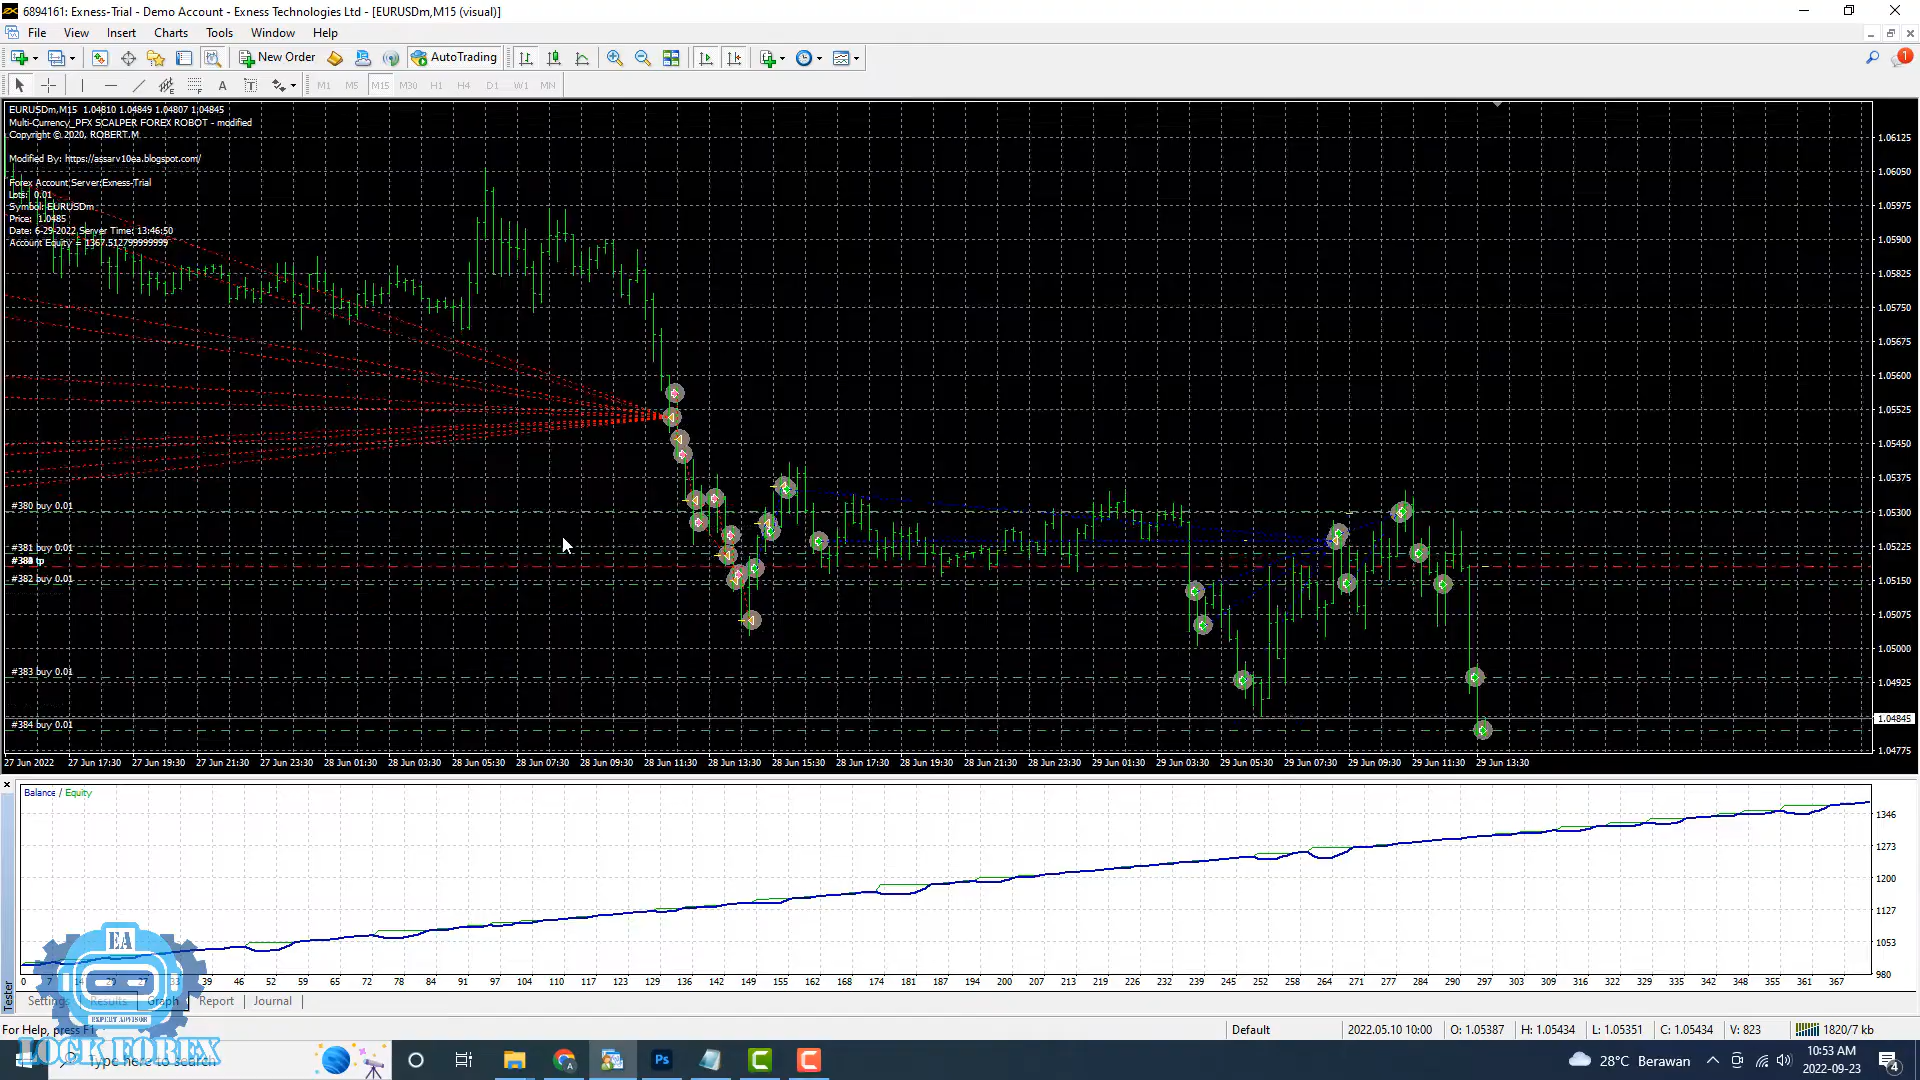 6894161: Exness-Trial - Demo Account - Exness Technologies Ltd - [EURUSDm,M15 (visual)]
File View Insert Charts Tools Window Help
New Order AutoTrading
M1 M5 M15 M30 H1 H4 D1 W1 MN
EURUSDm,M15 1.04810 1.04849 1.04807 1.04845
Multi-Currency_PFX SCALPER FOREX ROBOT - modified
Copyright © 2020, ROBERT.M
Modified By: https://assarv10ea.blogspot.com/
Forex Account Server:Exness-Trial
Lots: 0.01
Symbol: EURUSDm
Price: 1.0485
Date: 6-29-2022 Server Time: 13:46:50
Account Equity = 1367.512799999999
1.06125
1.06050
1.05975
1.05900
1.05825
1.05750
1.05675
1.05600
1.05525
1.05450
1.05375
1.05300
1.05225
1.05150
1.05075
1.05000
1.04925
1.04845
1.04775
#380 buy 0.01
#381 buy 0.01
#382 buy 0.01
#383 buy 0.01
#384 buy 0.01
27 Jun 2022 27 Jun 17:30 27 Jun 19:30 27 Jun 21:30 27 Jun 23:30 28 Jun 01:30 28 Jun 03:30 28 Jun 05:30 28 Jun 07:30 28 Jun 09:30 28 Jun 11:30 28 Jun 13:30 28 Jun 15:30 28 Jun 17:30 28 Jun 19:30 28 Jun 21:30 28 Jun 23:30 29 Jun 01:30 29 Jun 03:30 29 Jun 05:30 29 Jun 07:30 29 Jun 09:30 29 Jun 11:30 29 Jun 13:30
Balance / Equity
1346
1273
1200
1127
1053
980
0 7 14 20 27 33 39 46 52 59 65 72 78 84 91 97 104 110 117 123 129 136 142 149 155 162 168 174 181 187 194 200 207 213 219 226 232 239 245 252 258 264 271 277 284 290 297 303 309 316 322 329 335 342 348 355 361 367
Tester
Settings Results Graph Report Journal
EA
EXPERT ADVISOR
LOCK FOREX
For Help, press F1
Default 2022.05.10 10:00 O: 1.05387 H: 1.05434 L: 1.05351 C: 1.05434 V: 823 1820/7 kb
Type here to search
28°C Berawan
10:53 AM
2022-09-23
1
4